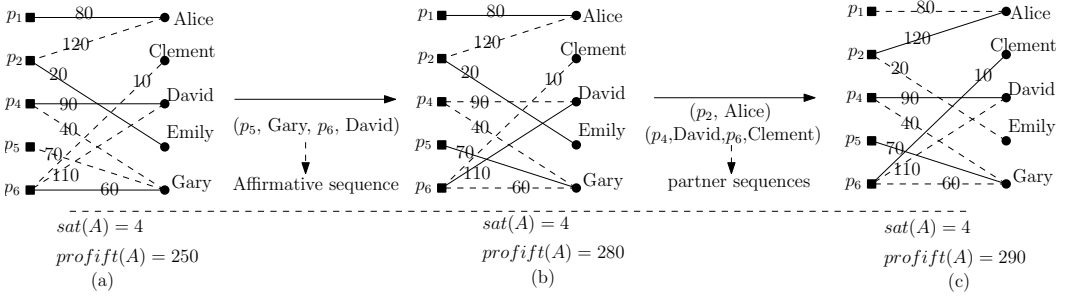 p1 80 Alice
p2 120 Clement
20 10
p4 90 David
40 Emily
p5 70
p6 110 60 Gary
sat(A) = 4
profift(A) = 250
(a)
(p5, Gary, p6, David)
Affirmative sequence
p1 80 Alice
p2 120 Clement
20 10
p4 90 David
40 Emily
p5 70
p6 110 60 Gary
sat(A) = 4
profift(A) = 280
(b)
(p2, Alice)
(p4,David,p6,Clement)
partner sequences
p1 80 Alice
p2 120 Clement
20 10
p4 90 David
40 Emily
p5 70
p6 110 60 Gary
sat(A) = 4
profift(A) = 290
(c)